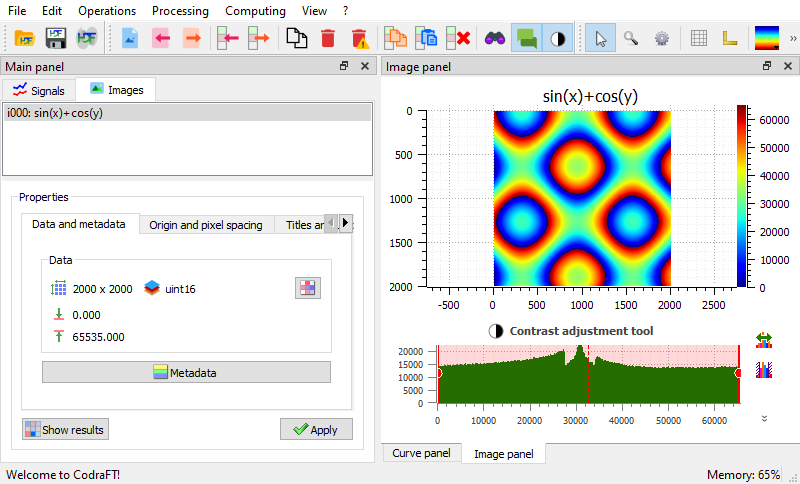 File Edit Operations Processing Computing View ?
»
Main panel
Image panel
Signals Images
i000: sin(x)+cos(y)
Properties
Data and metadata Origin and pixel spacing
Data
2000 x 2000 uint16
0.000
65535.000
Metadata
Show results Apply
sin(x)+cos(y)
0
500
1000
1500
2000
-500 0 500 1000 1500 2000 2500
60000
50000
40000
30000
20000
10000
0
Contrast adjustment tool
20000
15000
10000
5000
0
0 10000 20000 30000 40000 50000 60000
Curve panel Image panel
Welcome to CodraFT! Memory: 65%